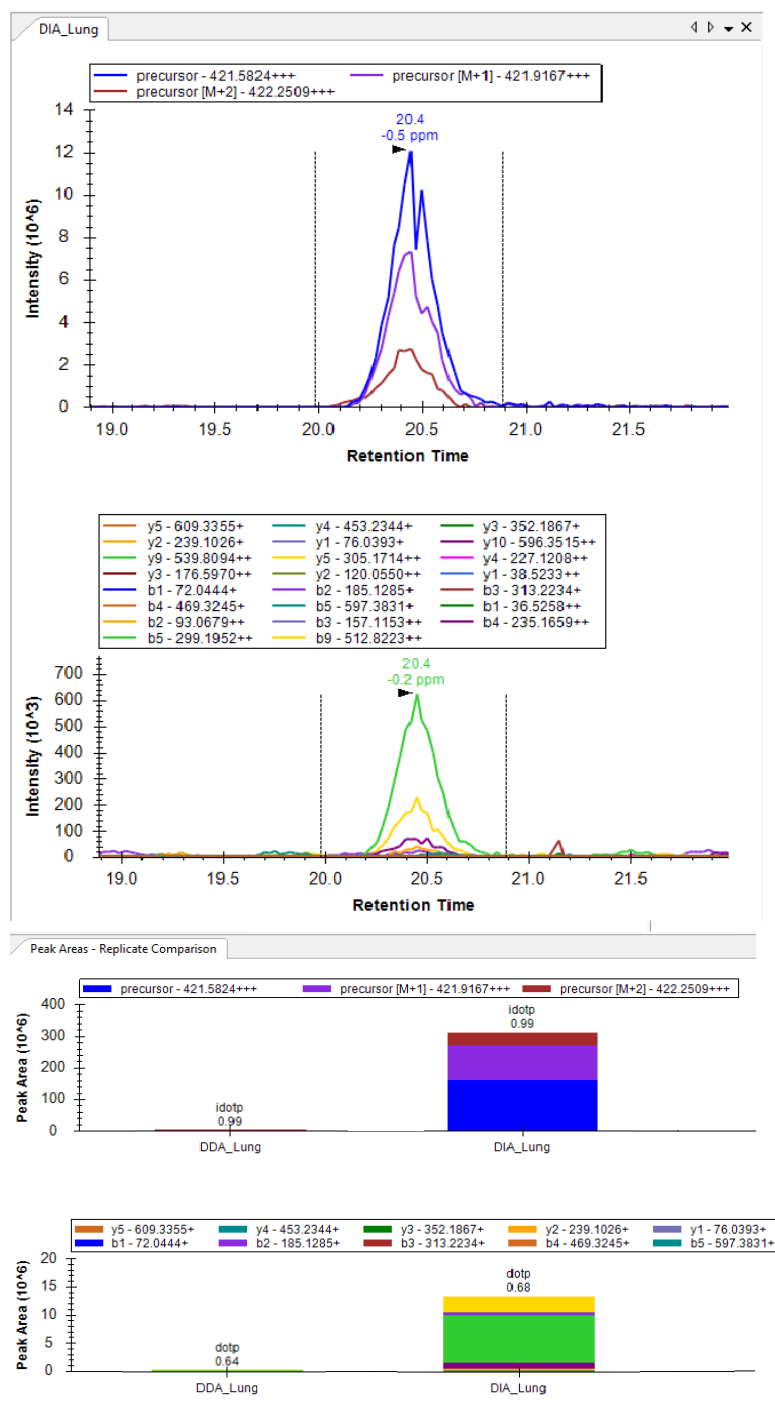 DIA_Lung
precursor - 421.5824+++ precursor [M+1] - 421.9167+++
precursor [M+2] - 422.2509+++
14
12
10
8
6
4
2
0
Intensity (10^6)
20.4
-0.5 ppm
19.0 19.5 20.0 20.5 21.0 21.5
Retention Time
y5 - 609.3355+ y4 - 453.2344+ y3 - 352.1867+
y2 - 239.1026+ y1 - 76.0393+ y10 - 596.3515++
y9 - 539.8094++ y5 - 305.1714++ y4 - 227.1208++
y3 - 176.5970++ y2 - 120.0550++ y1 - 38.5233++
b1 - 72.0444+ b2 - 185.1285+ b3 - 313.2234+
b4 - 469.3245+ b5 - 597.3831+ b1 - 36.5258++
b2 - 93.0679++ b3 - 157.1153++ b4 - 235.1659++
b5 - 299.1952++ b9 - 512.8223++
700
600
500
400
300
200
100
0
Intensity (10^3)
20.4
-0.2 ppm
19.0 19.5 20.0 20.5 21.0 21.5
Retention Time
Peak Areas - Replicate Comparison
precursor - 421.5824+++ precursor [M+1] - 421.9167+++ precursor [M+2] - 422.2509+++
400
300
200
100
0
Peak Area (10^6)
idotp
0.99
idotp
0.99
DDA_Lung DIA_Lung
y5 - 609.3355+ y4 - 453.2344+ y3 - 352.1867+ y2 - 239.1026+ y1 - 76.0393+
b1 - 72.0444+ b2 - 185.1285+ b3 - 313.2234+ b4 - 469.3245+ b5 - 597.3831+
20
15
10
5
0
Peak Area (10^6)
dotp
0.64
dotp
0.68
DDA_Lung DIA_Lung